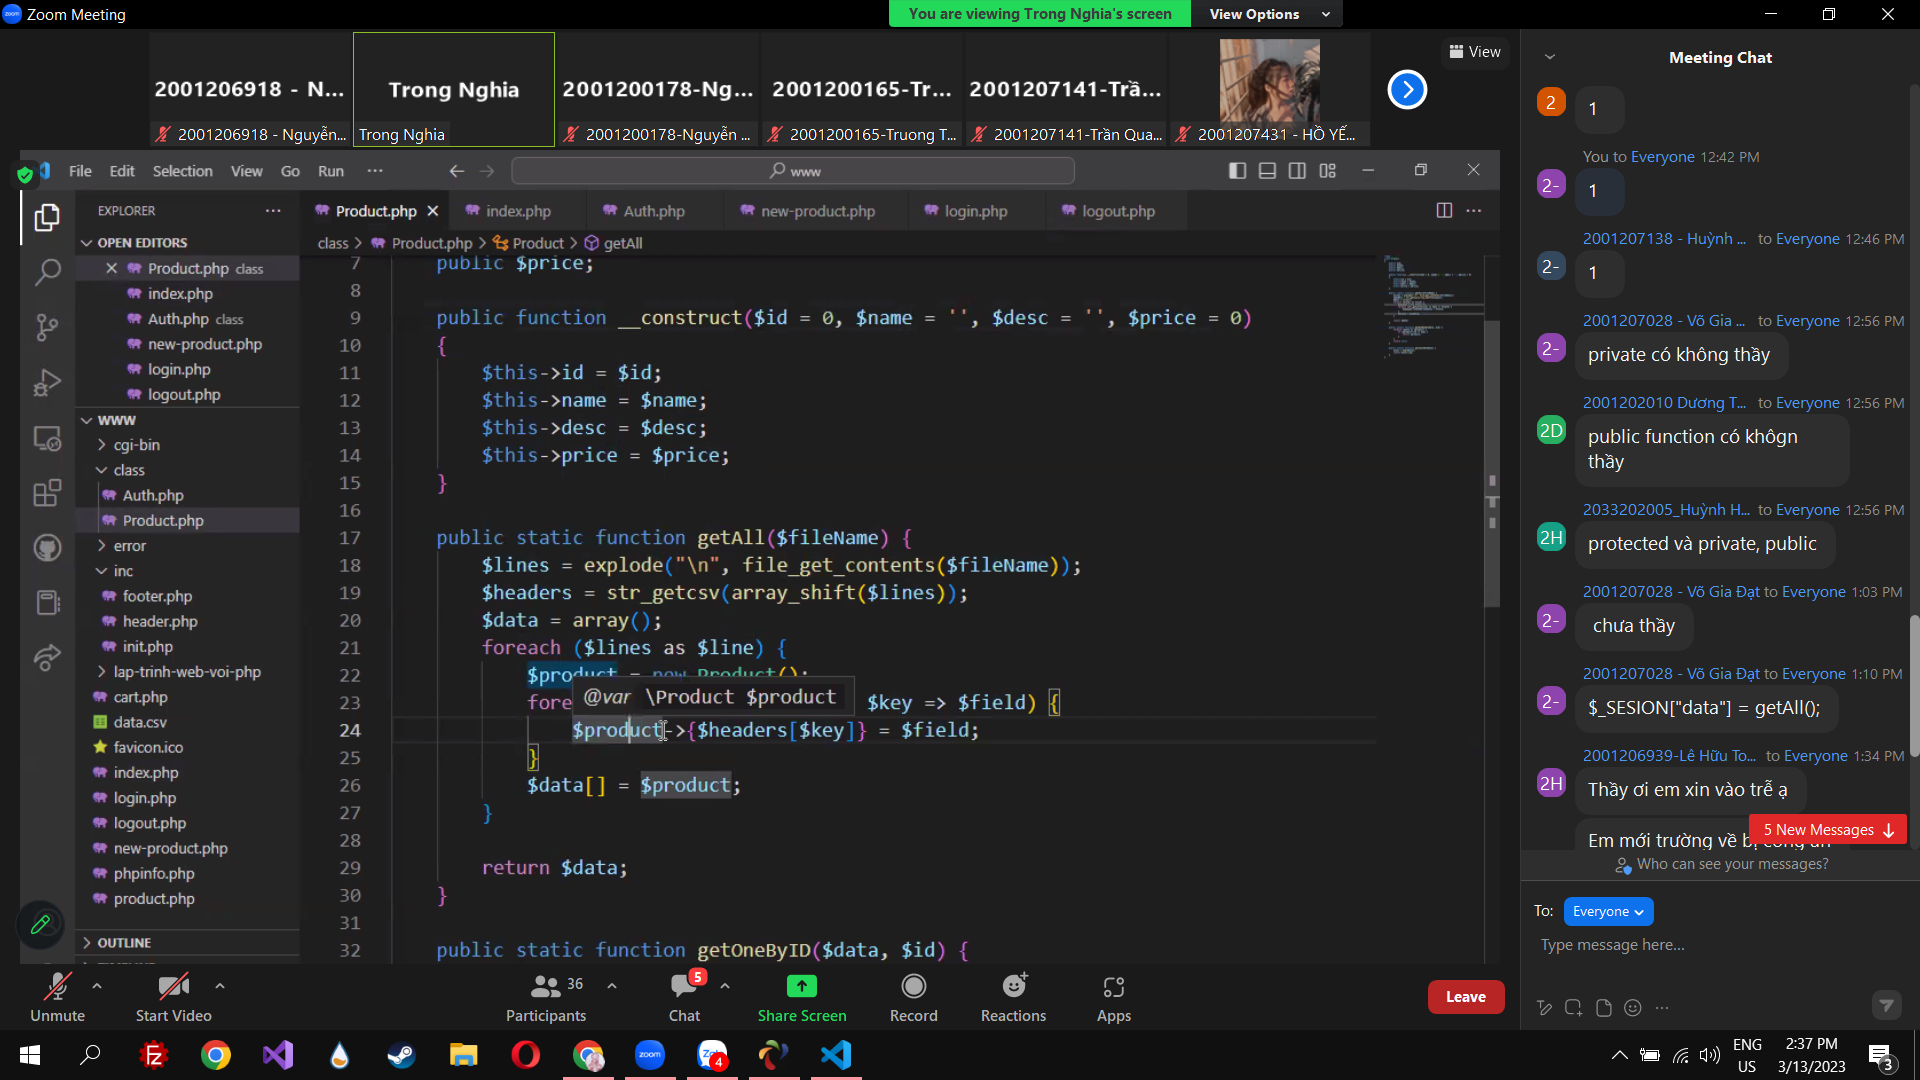 Zoom Meeting
You are viewing Trong Nghia's screen
View Options
View
2001206918 - N...
Trong Nghia
2001200178-Ng...
2001200165-Tr...
2001207141-Trầ...
2001206918 - Nguyễn...
Trong Nghia
2001200178-Nguyễn ...
2001200165-Truong T...
2001207141-Trần Qua...
2001207431 - HỒ YẾ...
File Edit Selection View Go Run ...
www
EXPLORER ...
OPEN EDITORS
Product.php class
index.php
Auth.php class
new-product.php
login.php
logout.php
WWW
cgi-bin
class
Auth.php
Product.php
error
inc
footer.php
header.php
init.php
lap-trinh-web-voi-php
cart.php
data.csv
favicon.ico
index.php
login.php
logout.php
new-product.php
phpinfo.php
product.php
OUTLINE
Product.php index.php Auth.php new-product.php login.php logout.php
class > Product.php > Product > getAll
7 public $price;
8
9 public function __construct($id = 0, $name = '', $desc = '', $price = 0)
10 {
11 $this->id = $id;
12 $this->name = $name;
13 $this->desc = $desc;
14 $this->price = $price;
15 }
16
17 public static function getAll($fileName) {
18 $lines = explode("\n", file_get_contents($fileName));
19 $headers = str_getcsv(array_shift($lines));
20 $data = array();
21 foreach ($lines as $line) {
22 $product = new Product();
@var \Product $product
23 fore $key => $field) {
24 $product->{$headers[$key]} = $field;
25 }
26 $data[] = $product;
27 }
28
29 return $data;
30 }
31
32 public static function getOneByID($data, $id) {
Meeting Chat
2
1
You to Everyone 12:42 PM
2-
1
2001207138 - Huỳnh ... to Everyone 12:46 PM
2-
1
2001207028 - Võ Gia ... to Everyone 12:56 PM
2-
private có không thầy
2001202010 Dương T... to Everyone 12:56 PM
2D
public function có khôgn
thầy
2033202005_Huỳnh H... to Everyone 12:56 PM
2H
protected và private, public
2001207028 - Võ Gia Đạt to Everyone 1:03 PM
2-
chưa thầy
2001207028 - Võ Gia Đạt to Everyone 1:10 PM
2-
$_SESION["data"] = getAll();
2001206939-Lê Hữu To... to Everyone 1:34 PM
2H
Thầy ơi em xin vào trễ ạ
5 New Messages
Em mới trường về bị công an
Who can see your messages?
To: Everyone
Type message here...
Unmute
Start Video
Participants 36
Chat 5
Share Screen
Record
Reactions
Apps
Leave
4
ENG
US
2:37 PM
3/13/2023
3